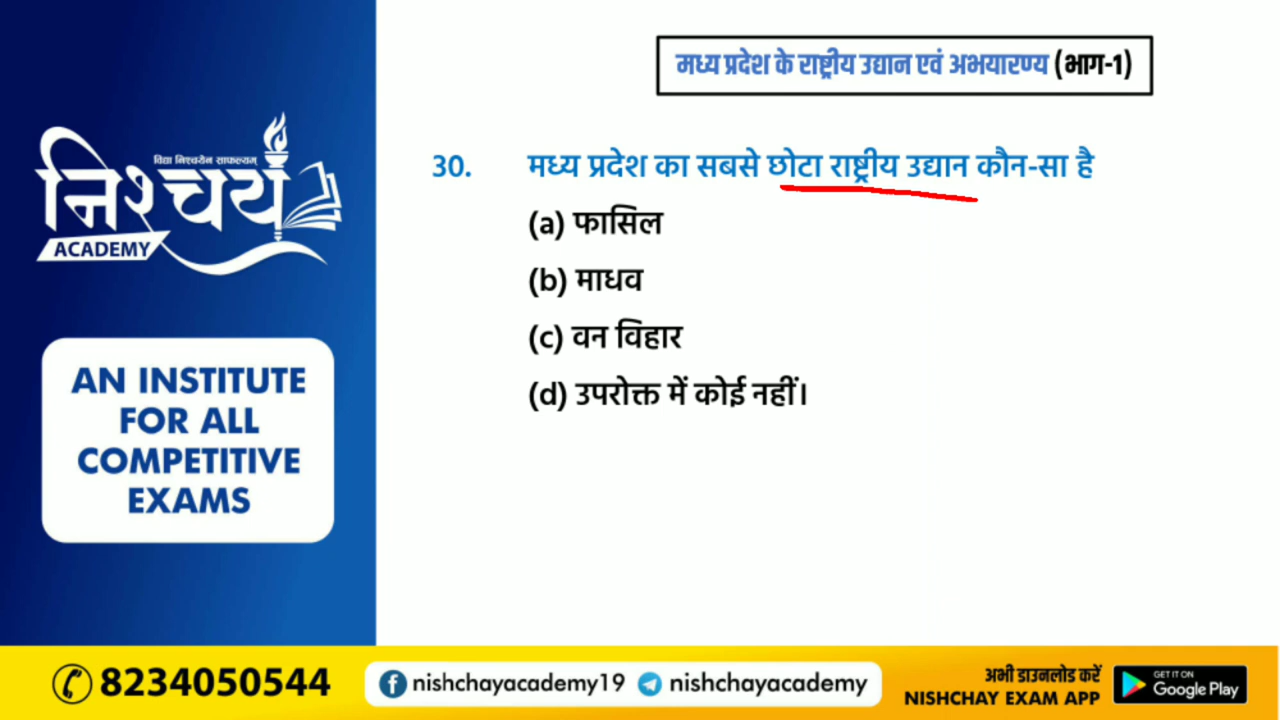 मध्य प्रदेश के राष्ट्रीय उद्यान एवं अभयारण्य (भाग-1)
विद्या निश्चयेन साफल्यम्
निश्चय
ACADEMY
AN INSTITUTE
FOR ALL
COMPETITIVE
EXAMS
30. मध्य प्रदेश का सबसे छोटा राष्ट्रीय उद्यान कौन-सा है
(a) फासिल
(b) माधव
(c) वन विहार
(d) उपरोक्त में कोई नहीं।
8234050544
nishchayacademy19 nishchayacademy
अभी डाउनलोड करें
NISHCHAY EXAM APP
GET IT ON
Google Play